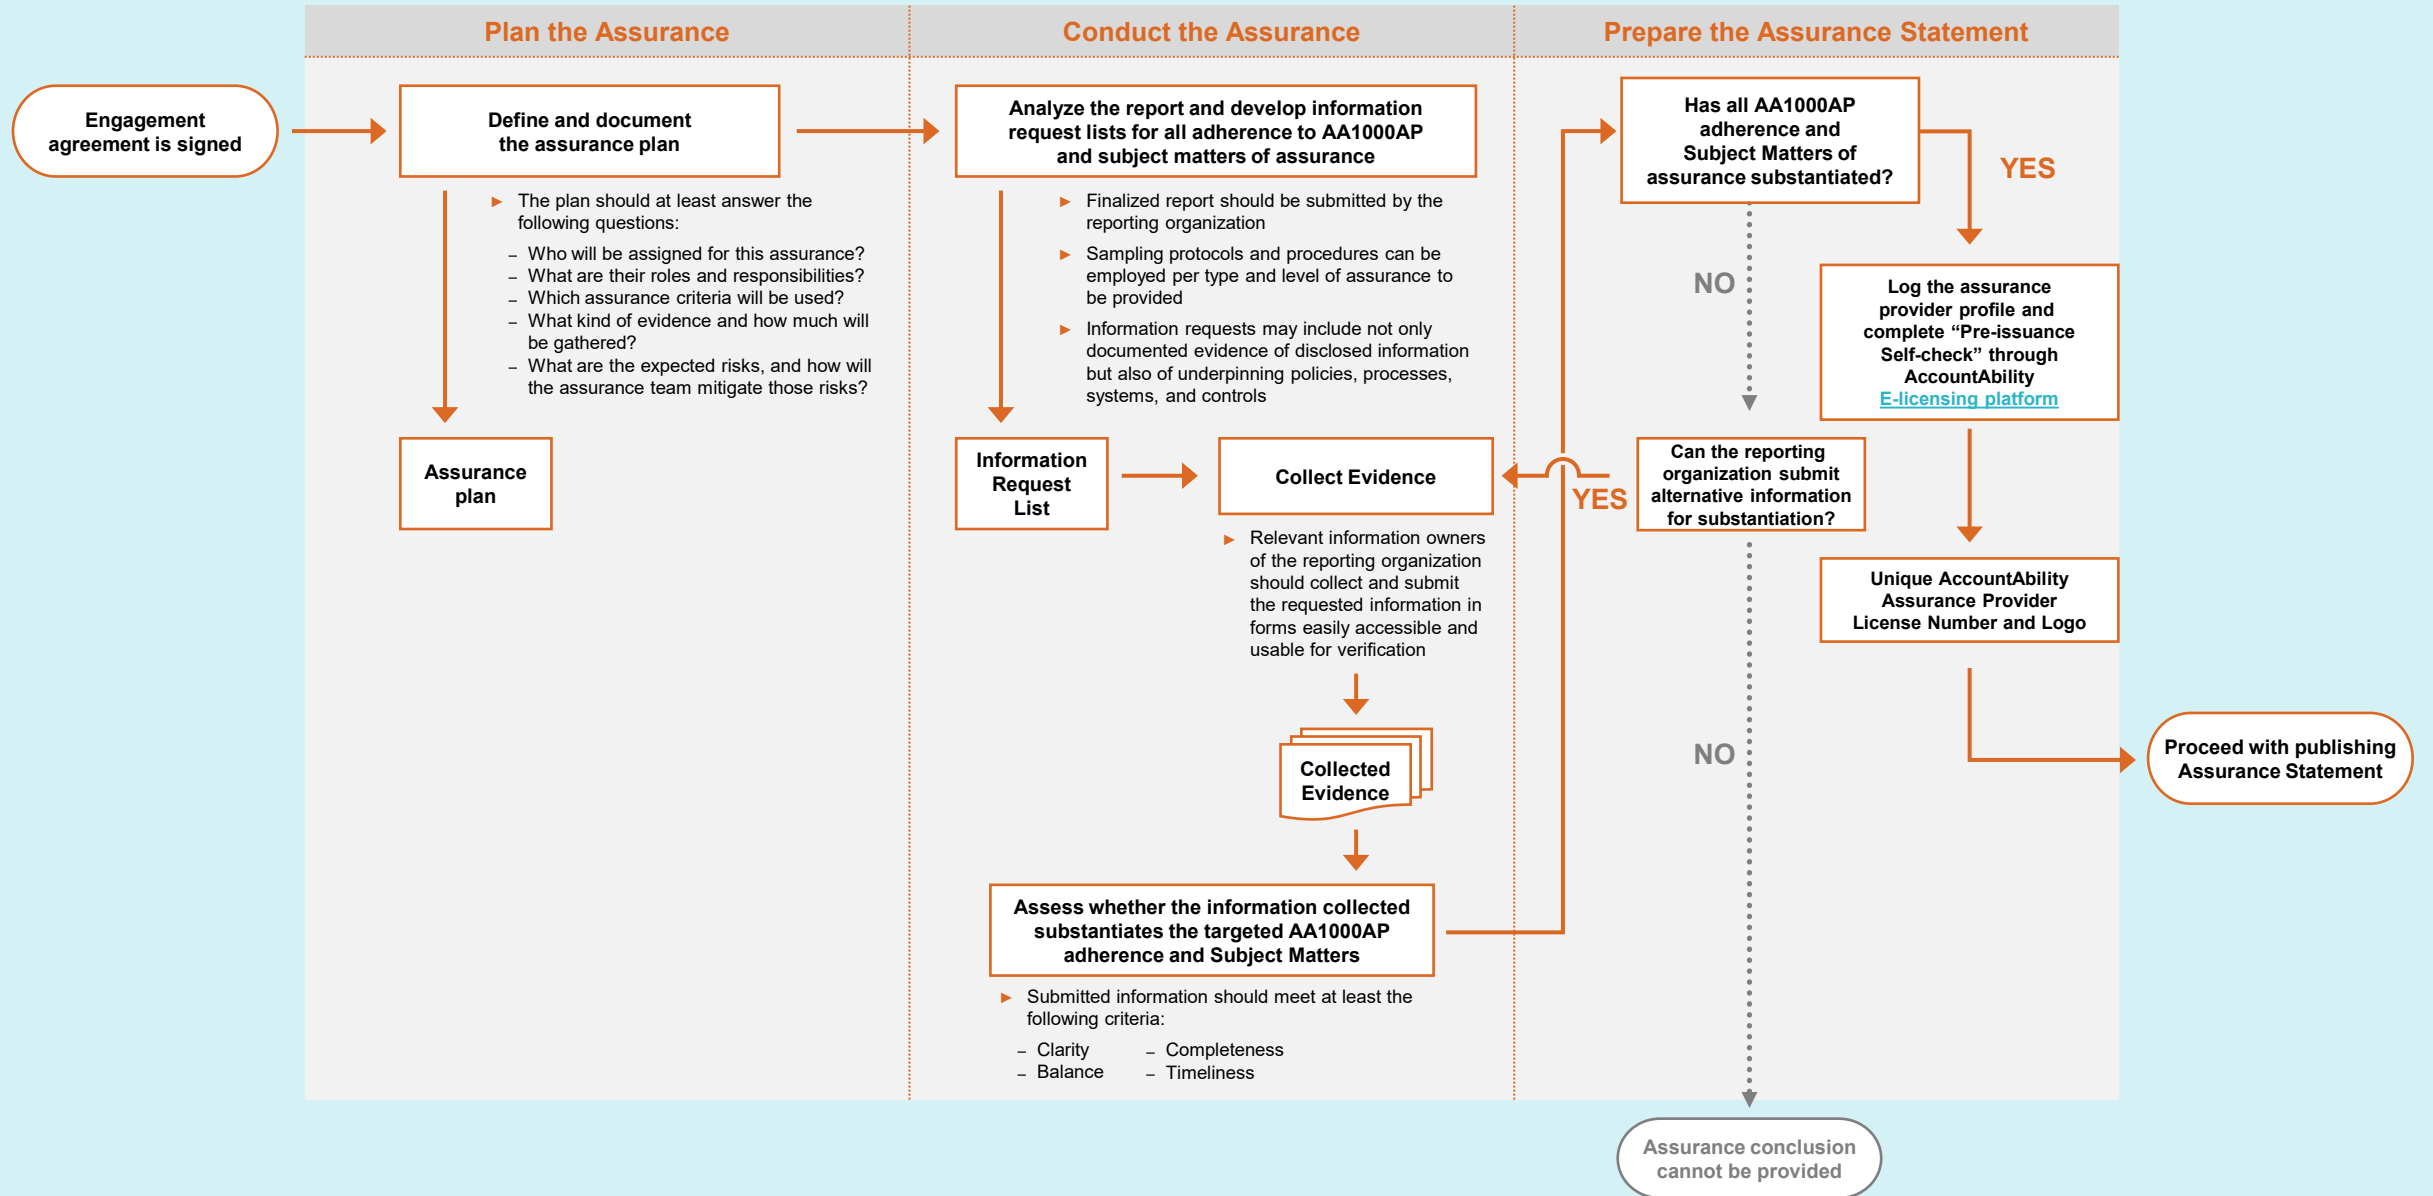 Plan the Assurance
Conduct the Assurance
Prepare the Assurance Statement
Engagement
agreement is signed
Define and document
the assurance plan
► The plan should at least answer the
following questions:
– Who will be assigned for this assurance?
– What are their roles and responsibilities?
– Which assurance criteria will be used?
– What kind of evidence and how much will
be gathered?
– What are the expected risks, and how will
the assurance team mitigate those risks?
Assurance
plan
Analyze the report and develop information
request lists for all adherence to AA1000AP
and subject matters of assurance
► Finalized report should be submitted by the
reporting organization
► Sampling protocols and procedures can be
employed per type and level of assurance to
be provided
► Information requests may include not only
documented evidence of disclosed information
but also of underpinning policies, processes,
systems, and controls
Information
Request
List
Collect Evidence
► Relevant information owners
of the reporting organization
should collect and submit
the requested information in
forms easily accessible and
usable for verification
Collected
Evidence
Assess whether the information collected
substantiates the targeted AA1000AP
adherence and Subject Matters
► Submitted information should meet at least the
following criteria:
– Clarity – Completeness
– Balance – Timeliness
Has all AA1000AP
adherence and
Subject Matters of
assurance substantiated?
YES
NO
Log the assurance
provider profile and
complete “Pre-issuance
Self-check” through
AccountAbility
E-licensing platform
Can the reporting
organization submit
alternative information
for substantiation?
YES
NO
Unique AccountAbility
Assurance Provider
License Number and Logo
Proceed with publishing
Assurance Statement
Assurance conclusion
cannot be provided